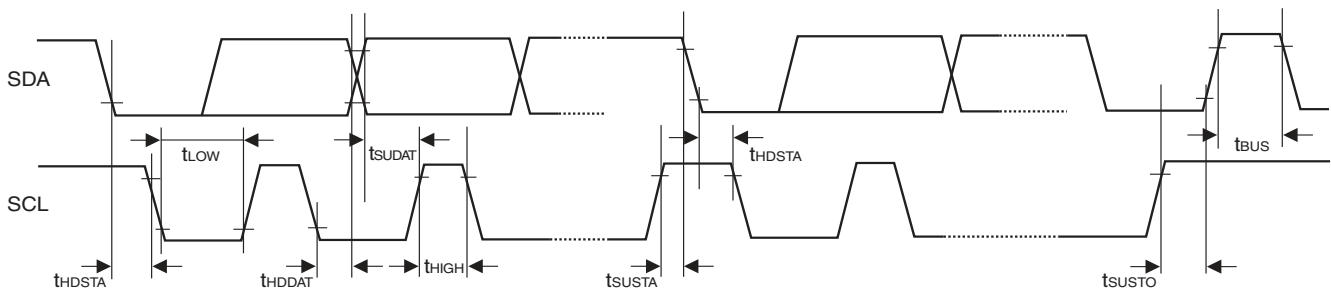 SDA
tLOW
tSUDAT
tHDSTA
tBUS
SCL
tHDSTA
tHDDAT
tHIGH
tSUSTA
tSUSTO